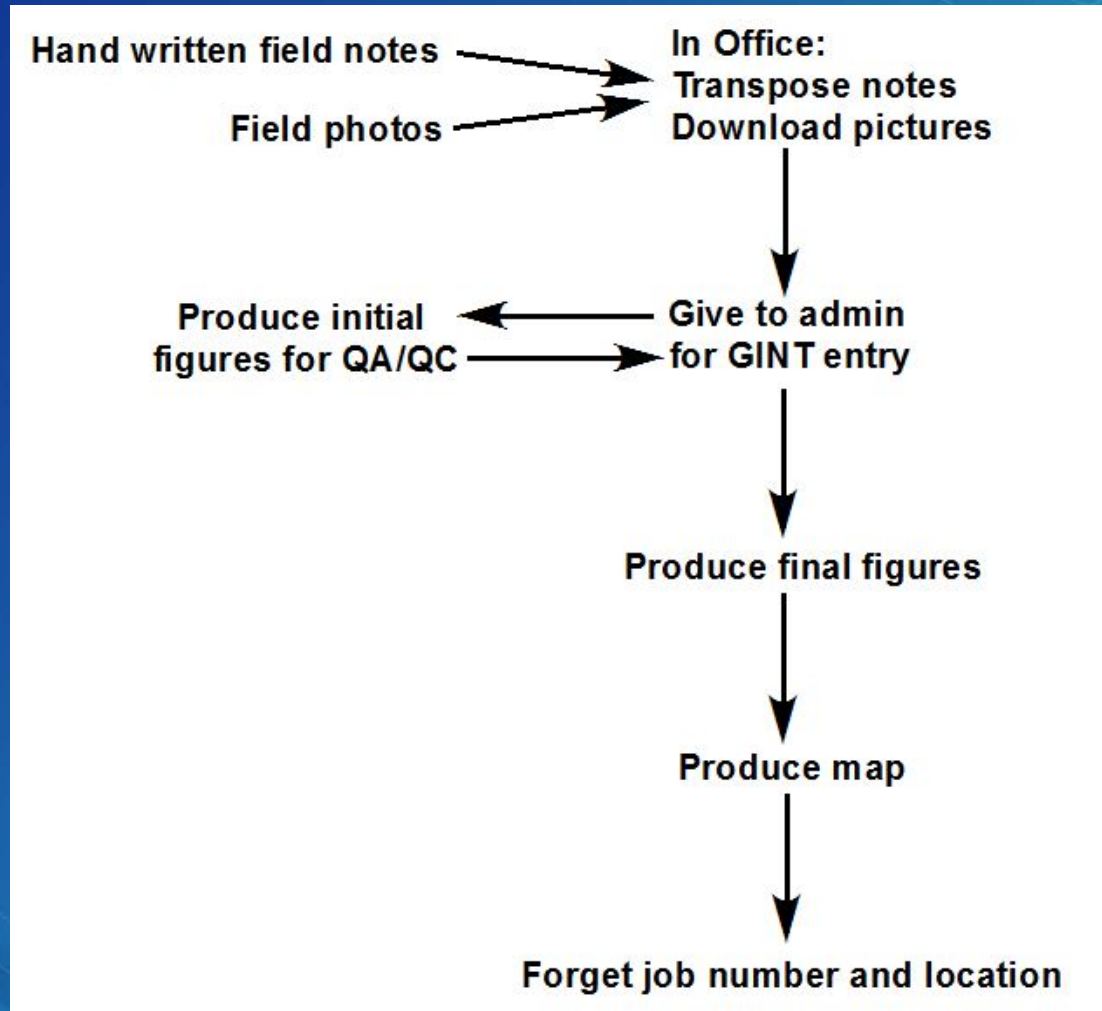 Hand written field notes
Field photos
In Office:
Transpose notes
Download pictures
Produce initial
figures for QA/QC
Give to admin
for GINT entry
Produce final figures
Produce map
Forget job number and location